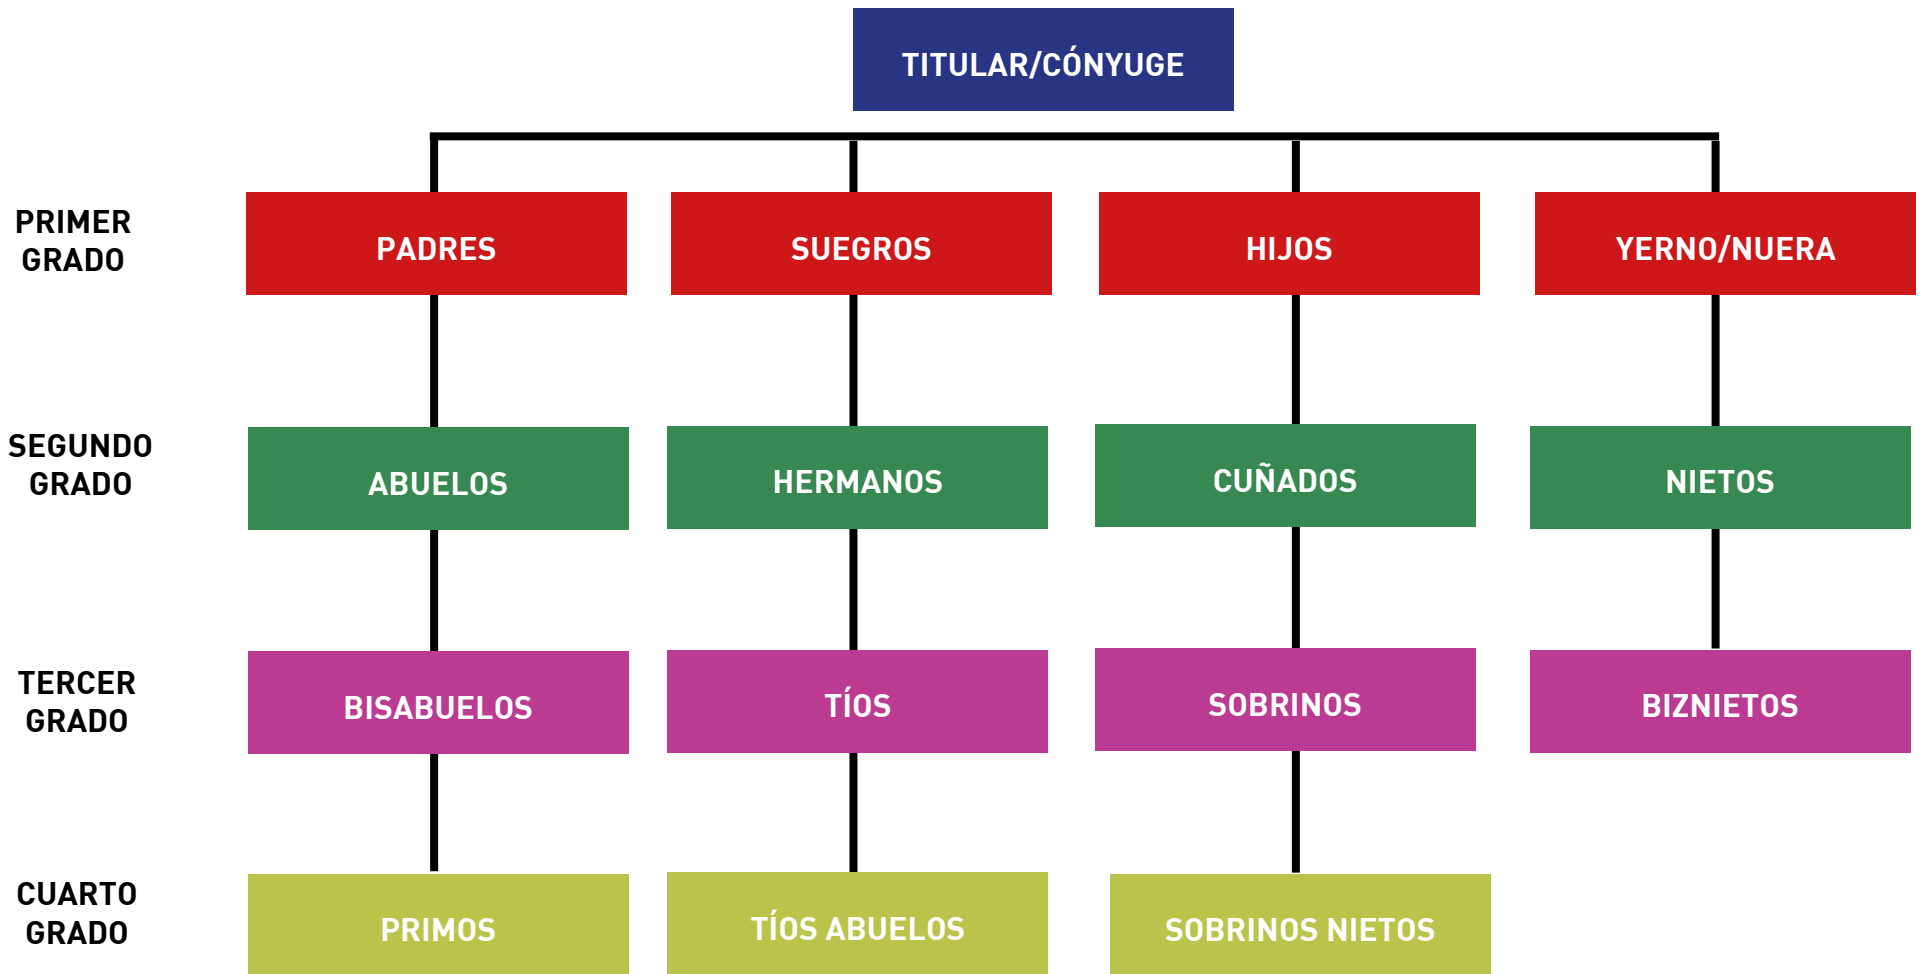 TITULAR/CÓNYUGE
PRIMER
GRADO
PADRES
SUEGROS
HIJOS
YERNO/NUERA
SEGUNDO
GRADO
ABUELOS
HERMANOS
CUÑADOS
NIETOS
TERCER
GRADO
BISABUELOS
TÍOS
SOBRINOS
BIZNIETOS
CUARTO
GRADO
PRIMOS
TÍOS ABUELOS
SOBRINOS NIETOS